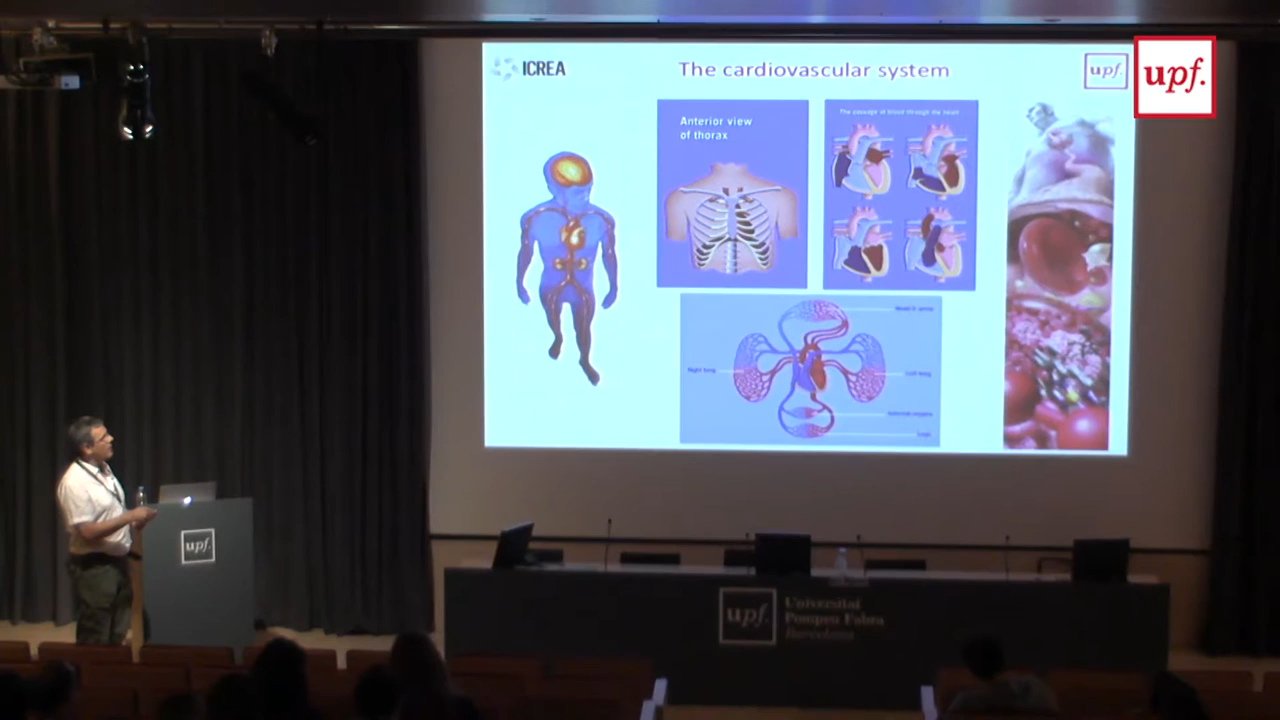 ICREA
The cardiovascular system
upf.
upf.
Anterior view
of thorax
The passage of blood through the heart
Right lung
Left lung
upf.
upf.
Universitat
Pompeu Fabra
Barcelona